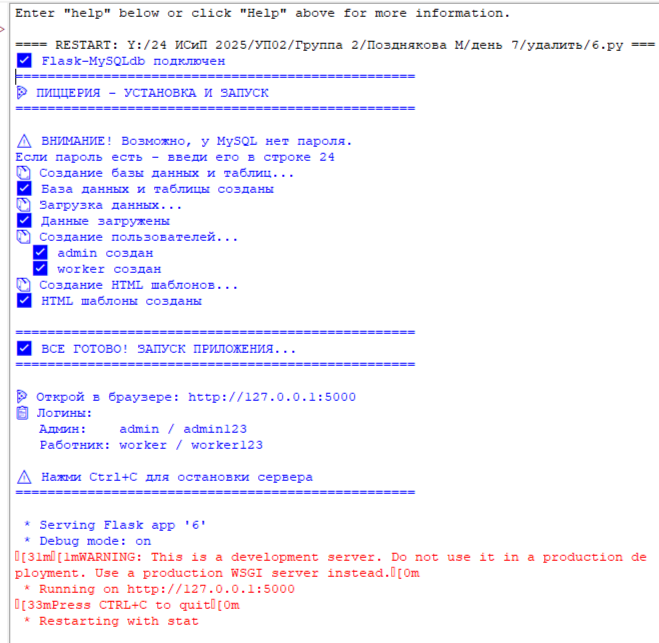 Enter "help" below or click "Help" above for more information.
==== RESTART: Y:/24 ИСиП 2025/УП02/Группа 2/Позднякова М/день 7/удалить/6.py ===
✅ Flask-MySQLdb подключен
==================================================
🍕 ПИЦЦЕРИЯ - УСТАНОВКА И ЗАПУСК
==================================================
⚠ ВНИМАНИЕ! Возможно, у MySQL нет пароля.
Если пароль есть - введи его в строке 24
Создание базы данных и таблиц...
✅ База данных и таблицы созданы
Загрузка данных...
✅ Данные загружены
Создание пользователей...
✅ admin создан
✅ worker создан
Создание HTML шаблонов...
✅ HTML шаблоны созданы
==================================================
✅ ВСЕ ГОТОВО! ЗАПУСК ПРИЛОЖЕНИЯ...
==================================================
🍕 Открой в браузере: http://127.0.0.1:5000
📋 Логины:
Админ: admin / admin123
Работник: worker / worker123
⚠ Нажми Ctrl+C для остановки сервера
==================================================
* Serving Flask app '6'
* Debug mode: on
[31m[1mWARNING: This is a development server. Do not use it in a production de
ployment. Use a production WSGI server instead.[0m
* Running on http://127.0.0.1:5000
[33mPress CTRL+C to quit[0m
* Restarting with stat